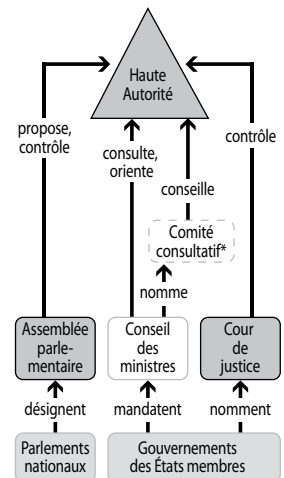 Haute
Autorité
propose,
contrôle
consulte,
oriente
contrôle
conseille
Comité
consultatif*
nomme
Assemblée
parle-
mentaire
Conseil
des
ministres
Cour
de
justice
désignent
mandatent
nomment
Parlements
nationaux
Gouvernements
des États membres